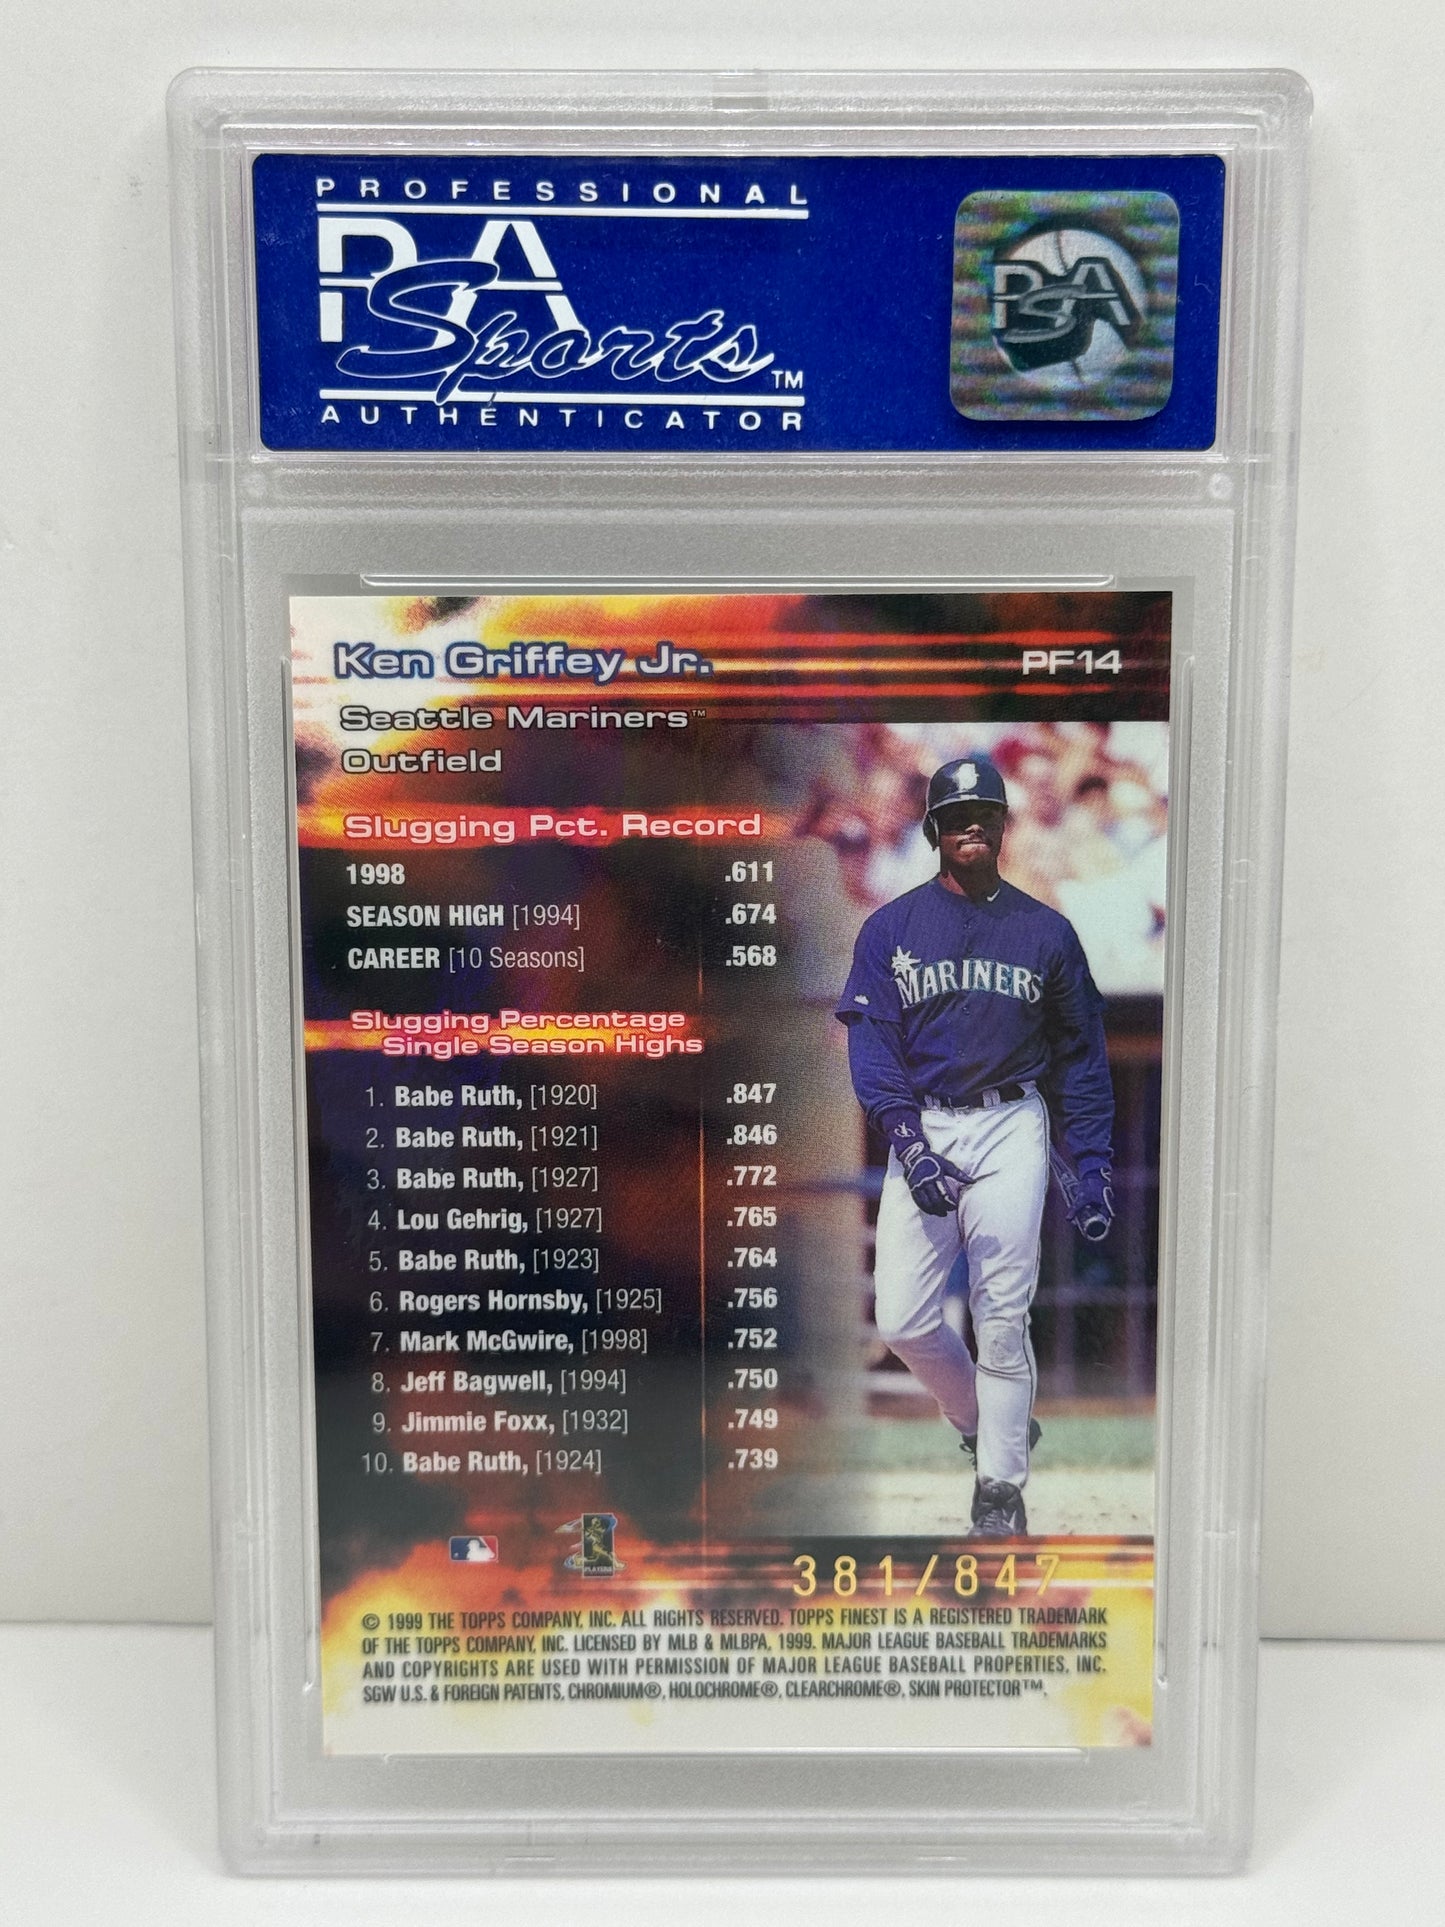 PROFESSIONAL
PSA
Sports™
AUTHENTICATOR
PSA
Ken Griffey Jr. PF14
Seattle Mariners™
Outfield
Slugging Pct. Record
1998 .611
SEASON HIGH [1994] .674
CAREER [10 Seasons] .568
Slugging Percentage
Single Season Highs
1. Babe Ruth, [1920] .847
2. Babe Ruth, [1921] .846
3. Babe Ruth, [1927] .772
4. Lou Gehrig, [1927] .765
5. Babe Ruth, [1923] .764
6. Rogers Hornsby, [1925] .756
7. Mark McGwire, [1998] .752
8. Jeff Bagwell, [1994] .750
9. Jimmie Foxx, [1932] .749
10. Babe Ruth, [1924] .739
MARINERS
PLAYERS
381/847
© 1999 THE TOPPS COMPANY, INC. ALL RIGHTS RESERVED. TOPPS FINEST IS A REGISTERED TRADEMARK
OF THE TOPPS COMPANY, INC. LICENSED BY MLB & MLBPA, 1999. MAJOR LEAGUE BASEBALL TRADEMARKS
AND COPYRIGHTS ARE USED WITH PERMISSION OF MAJOR LEAGUE BASEBALL PROPERTIES, INC.
SGW U.S. & FOREIGN PATENTS, CHROMIUM®, HOLOCHROME®, CLEARCHROME®, SKIN PROTECTOR™.